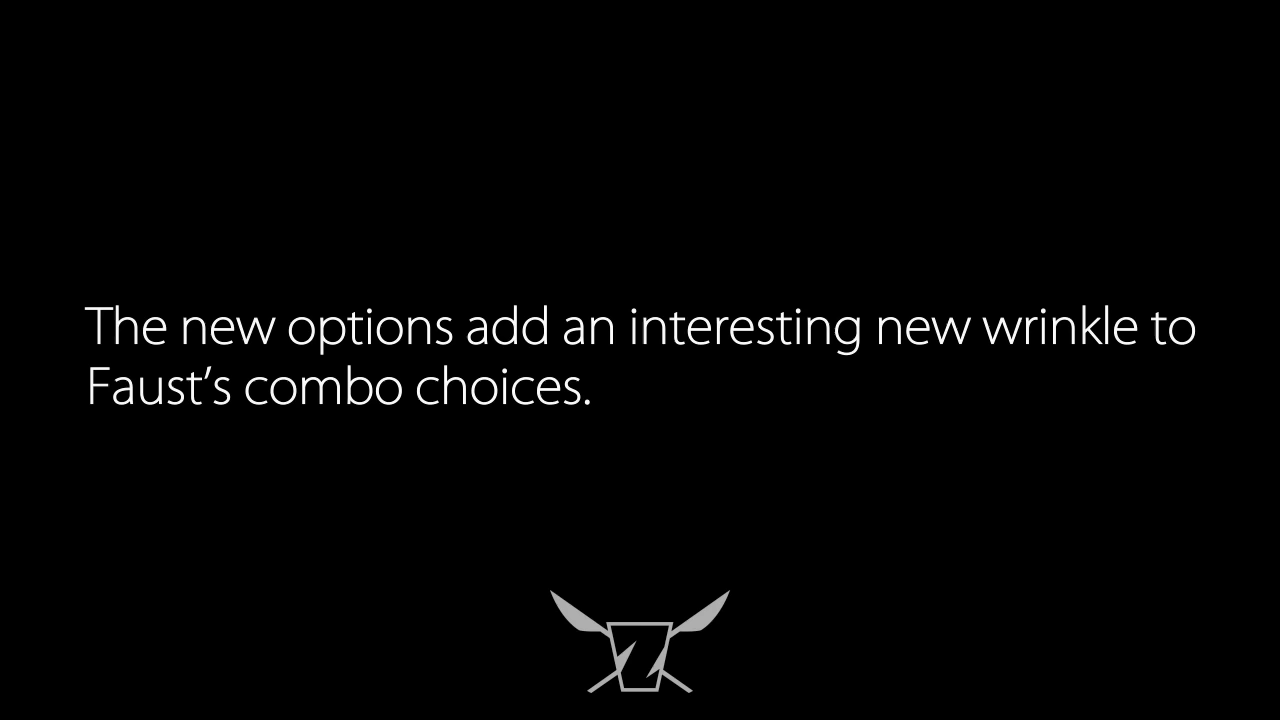 The new options add an interesting new wrinkle to
Faust’s combo choices.